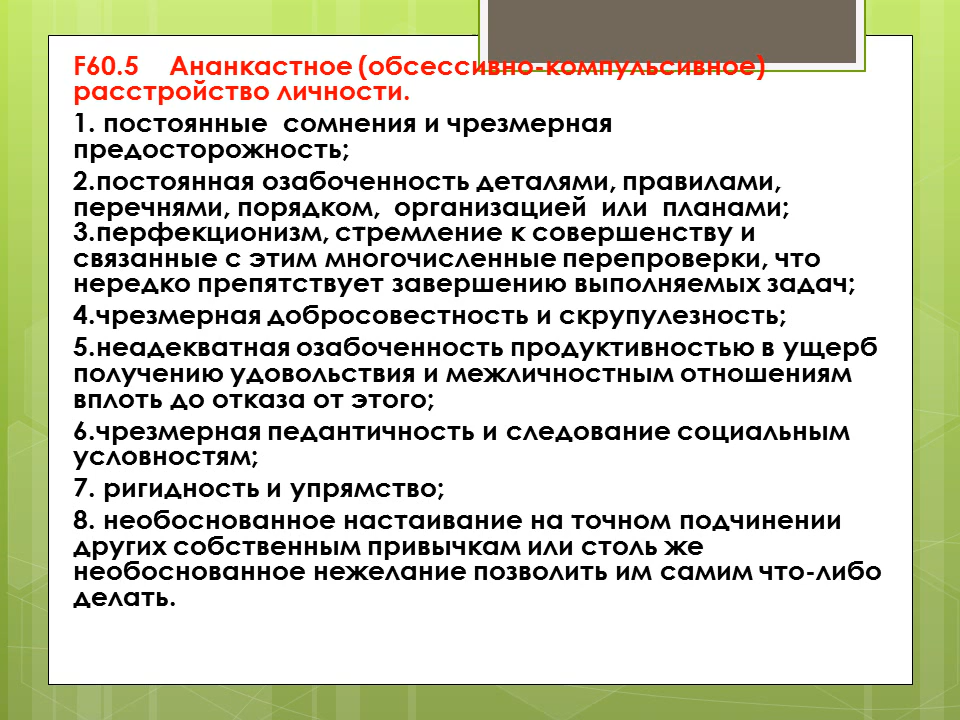 F60.5 Ананкастное (обсессивно-компульсивное)
расстройство личности.
1. постоянные сомнения и чрезмерная
предосторожность;
2.постоянная озабоченность деталями, правилами,
перечнями, порядком, организацией или планами;
3.перфекционизм, стремление к совершенству и
связанные с этим многочисленные перепроверки, что
нередко препятствует завершению выполняемых задач;
4.чрезмерная добросовестность и скрупулезность;
5.неадекватная озабоченность продуктивностью в ущерб
получению удовольствия и межличностным отношениям
вплоть до отказа от этого;
6.чрезмерная педантичность и следование социальным
условностям;
7. ригидность и упрямство;
8. необоснованное настаивание на точном подчинении
других собственным привычкам или столь же
необоснованное нежелание позволить им самим что-либо
делать.